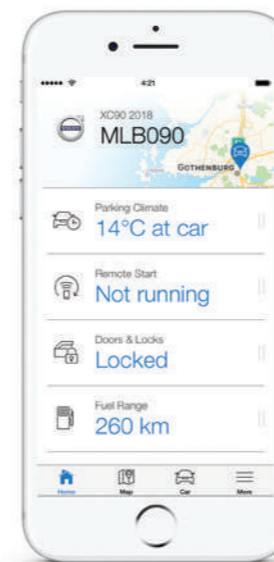 4:21
XC90 2018
MLB090
GOTHENBURG
Parking Climate
14°C at car
Remote Start
Not running
Doors & Locks
Locked
Fuel Range
260 km
Home Map Car More